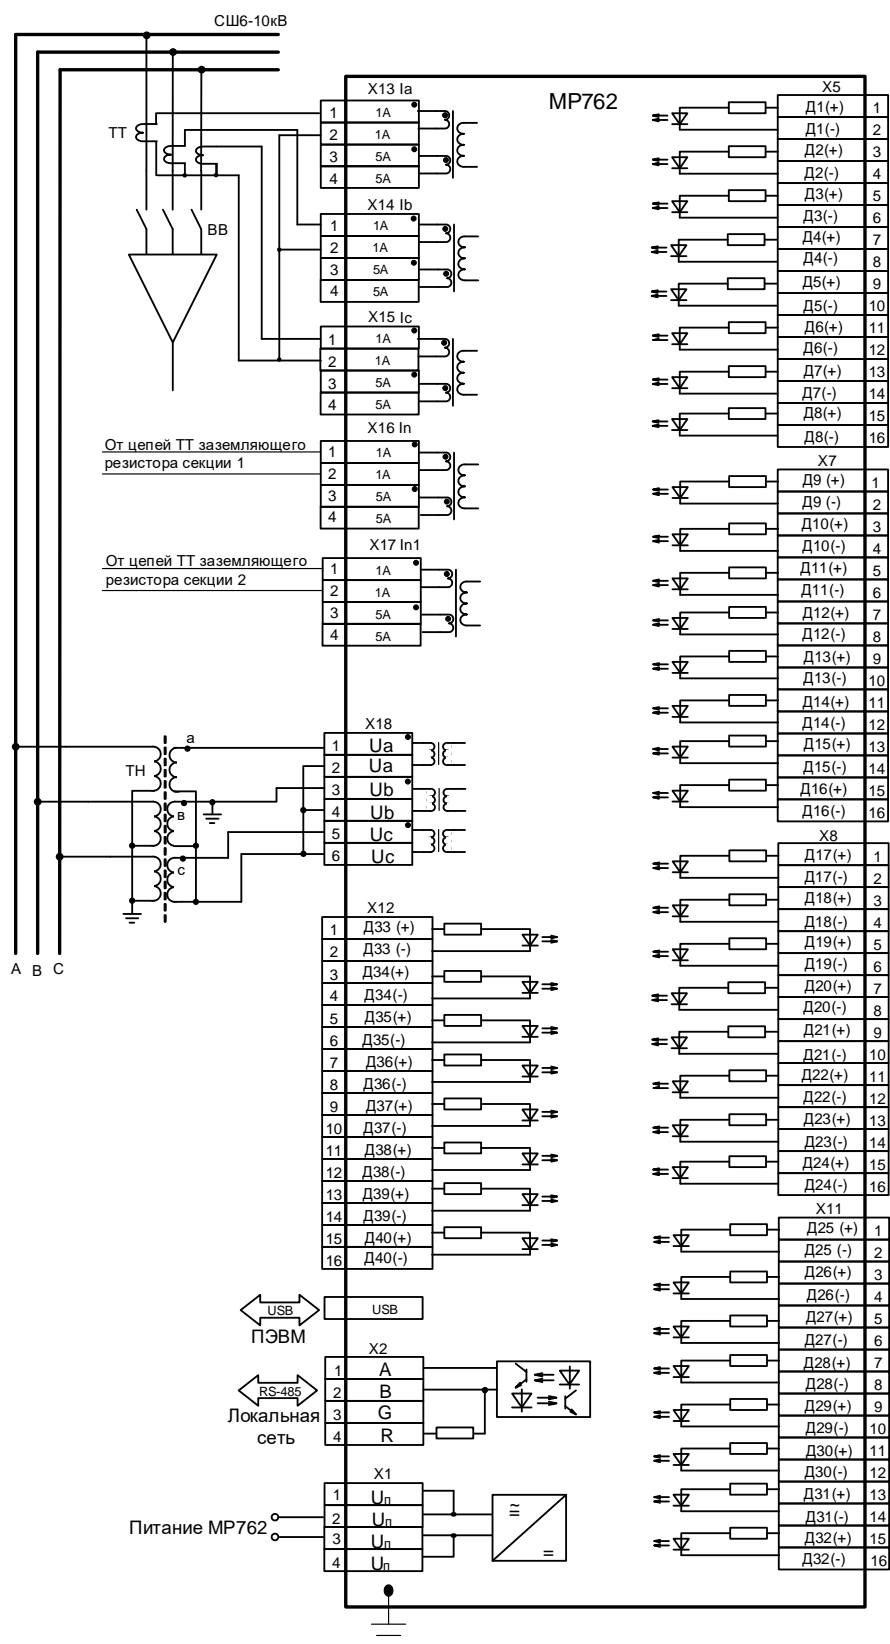 СШ6-10кВ
МР762
ТТ
ВВ
X13 Ia
1 1А
2 1А
3 5А
4 5А
X14 Ib
1 1А
2 1А
3 5А
4 5А
X15 Ic
1 1А
2 1А
3 5А
4 5А
От цепей ТТ заземляющего
резистора секции 1
X16 In
1 1А
2 1А
3 5А
4 5А
От цепей ТТ заземляющего
резистора секции 2
X17 In1
1 1А
2 1А
3 5А
4 5А
ТН
а
в
с
А В С
X18
1 Ua
2 Ua
3 Ub
4 Ub
5 Uc
6 Uc
X12
1 Д33 (+)
2 Д33 (-)
3 Д34(+)
4 Д34(-)
5 Д35(+)
6 Д35(-)
7 Д36(+)
8 Д36(-)
9 Д37(+)
10 Д37(-)
11 Д38(+)
12 Д38(-)
13 Д39(+)
14 Д39(-)
15 Д40(+)
16 Д40(-)
USB
ПЭВМ
USB
RS-485
Локальная
сеть
X2
1 A
2 B
3 G
4 R
Питание МР762
X1
1 Uп
2 Uп
3 Uп
4 Uп
X5
Д1(+) 1
Д1(-) 2
Д2(+) 3
Д2(-) 4
Д3(+) 5
Д3(-) 6
Д4(+) 7
Д4(-) 8
Д5(+) 9
Д5(-) 10
Д6(+) 11
Д6(-) 12
Д7(+) 13
Д7(-) 14
Д8(+) 15
Д8(-) 16
X7
Д9 (+) 1
Д9 (-) 2
Д10(+) 3
Д10(-) 4
Д11(+) 5
Д11(-) 6
Д12(+) 7
Д12(-) 8
Д13(+) 9
Д13(-) 10
Д14(+) 11
Д14(-) 12
Д15(+) 13
Д15(-) 14
Д16(+) 15
Д16(-) 16
X8
Д17(+) 1
Д17(-) 2
Д18(+) 3
Д18(-) 4
Д19(+) 5
Д19(-) 6
Д20(+) 7
Д20(-) 8
Д21(+) 9
Д21(-) 10
Д22(+) 11
Д22(-) 12
Д23(+) 13
Д23(-) 14
Д24(+) 15
Д24(-) 16
X11
Д25 (+) 1
Д25 (-) 2
Д26(+) 3
Д26(-) 4
Д27(+) 5
Д27(-) 6
Д28(+) 7
Д28(-) 8
Д29(+) 9
Д29(-) 10
Д30(+) 11
Д30(-) 12
Д31(+) 13
Д31(-) 14
Д32(+) 15
Д32(-) 16